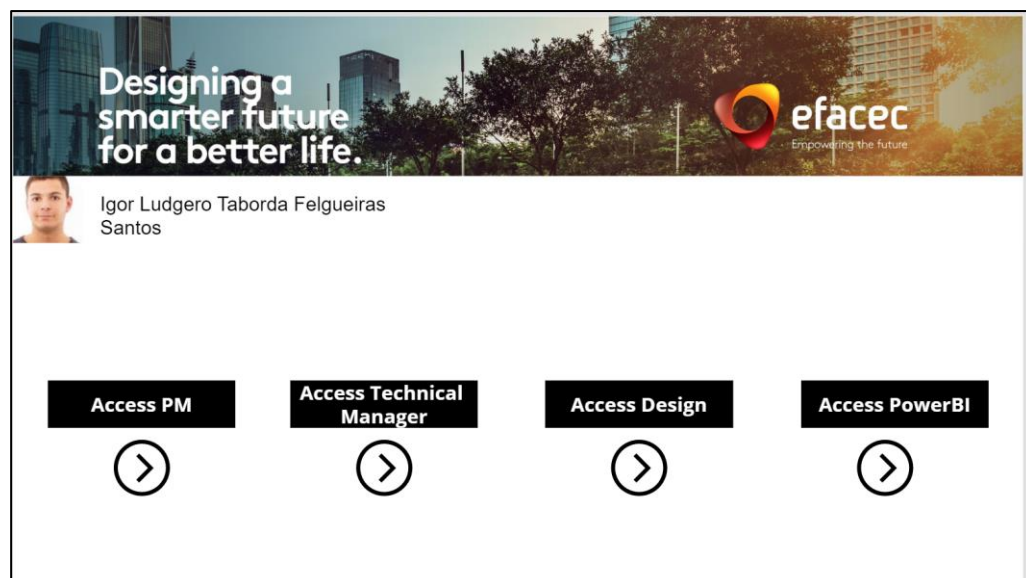 Designing a
smarter future
for a better life.
efacec
Empowering the future
Igor Ludgero Taborda Felgueiras
Santos
Access PM
Access Technical
Manager
Access Design
Access PowerBI